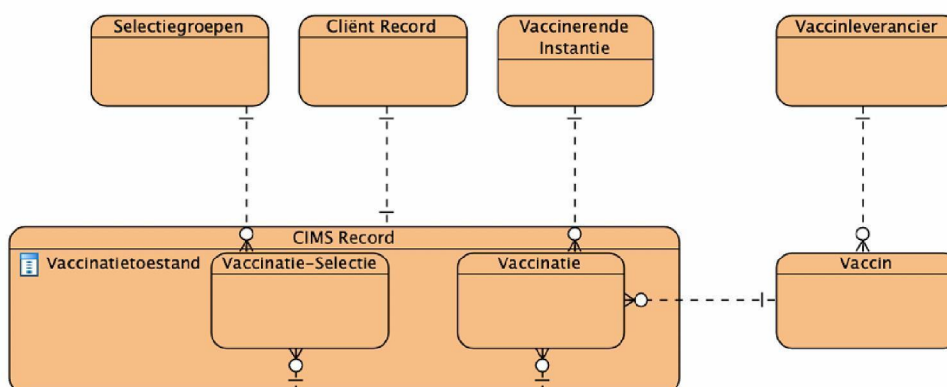 Selectiegroepen
Cliënt Record
Vaccinerende
Instantie
Vaccinleverancier
CIMS Record
Vaccinatietoestand
Vaccinatie-Selectie
Vaccinatie
Vaccin